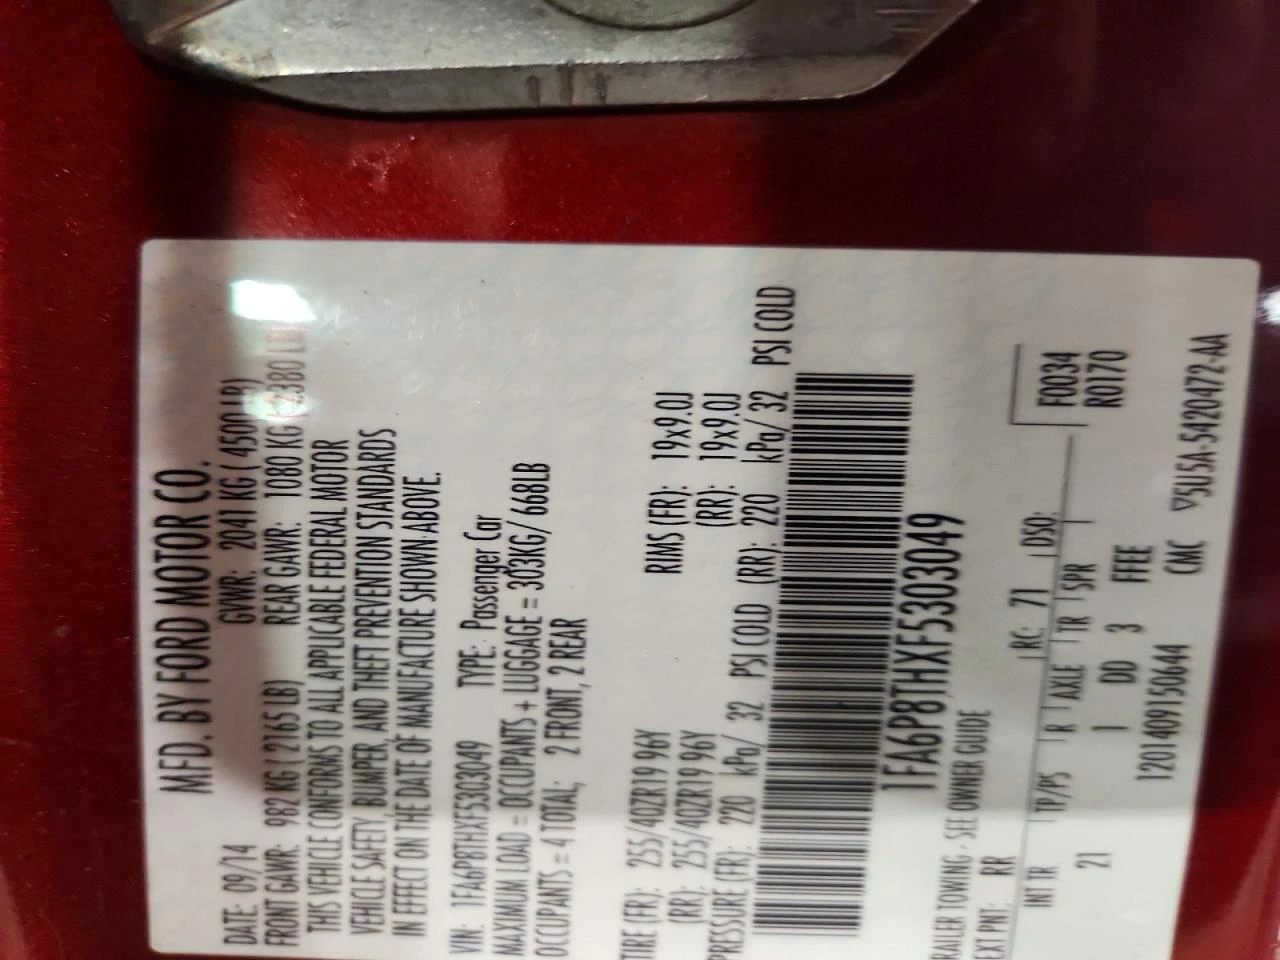 MFD. BY FORD MOTOR CO.
DATE: 09/14 GVWR: 2041 KG ( 4500 LB)
FRONT GAWR: 982 KG ( 2165 LB) REAR GAWR: 1080 KG ( 2380 LB)
THIS VEHICLE CONFORMS TO ALL APPLICABLE FEDERAL MOTOR
VEHICLE SAFETY, BUMPER, AND THEFT PREVENTION STANDARDS
IN EFFECT ON THE DATE OF MANUFACTURE SHOWN ABOVE.
VIN: 1FA6P8THXF5303049 TYPE: Passenger Car
MAXIMUM LOAD = OCCUPANTS + LUGGAGE = 303KG/ 668LB
OCCUPANTS = 4 TOTAL; 2 FRONT, 2 REAR
TIRE (FR): 255/40ZR19 96Y RIMS (FR): 19x9.0J
(RR): 255/40ZR19 96Y (RR): 19x9.0J
PRESSURE (FR): 220 kPa/ 32 PSI COLD (RR): 220 kPa/ 32 PSI COLD
1FA6P8THXF5303049
RAILER TOWING - SEE OWNER GUIDE
EXT PNT: RR RC: 71 DSO: F0034
R0170
INT TR TP/PS R AXLE TR SPR
21 1 DD 3 FFF
120140915064​4 CMC ▽5U5A-5420472-AA